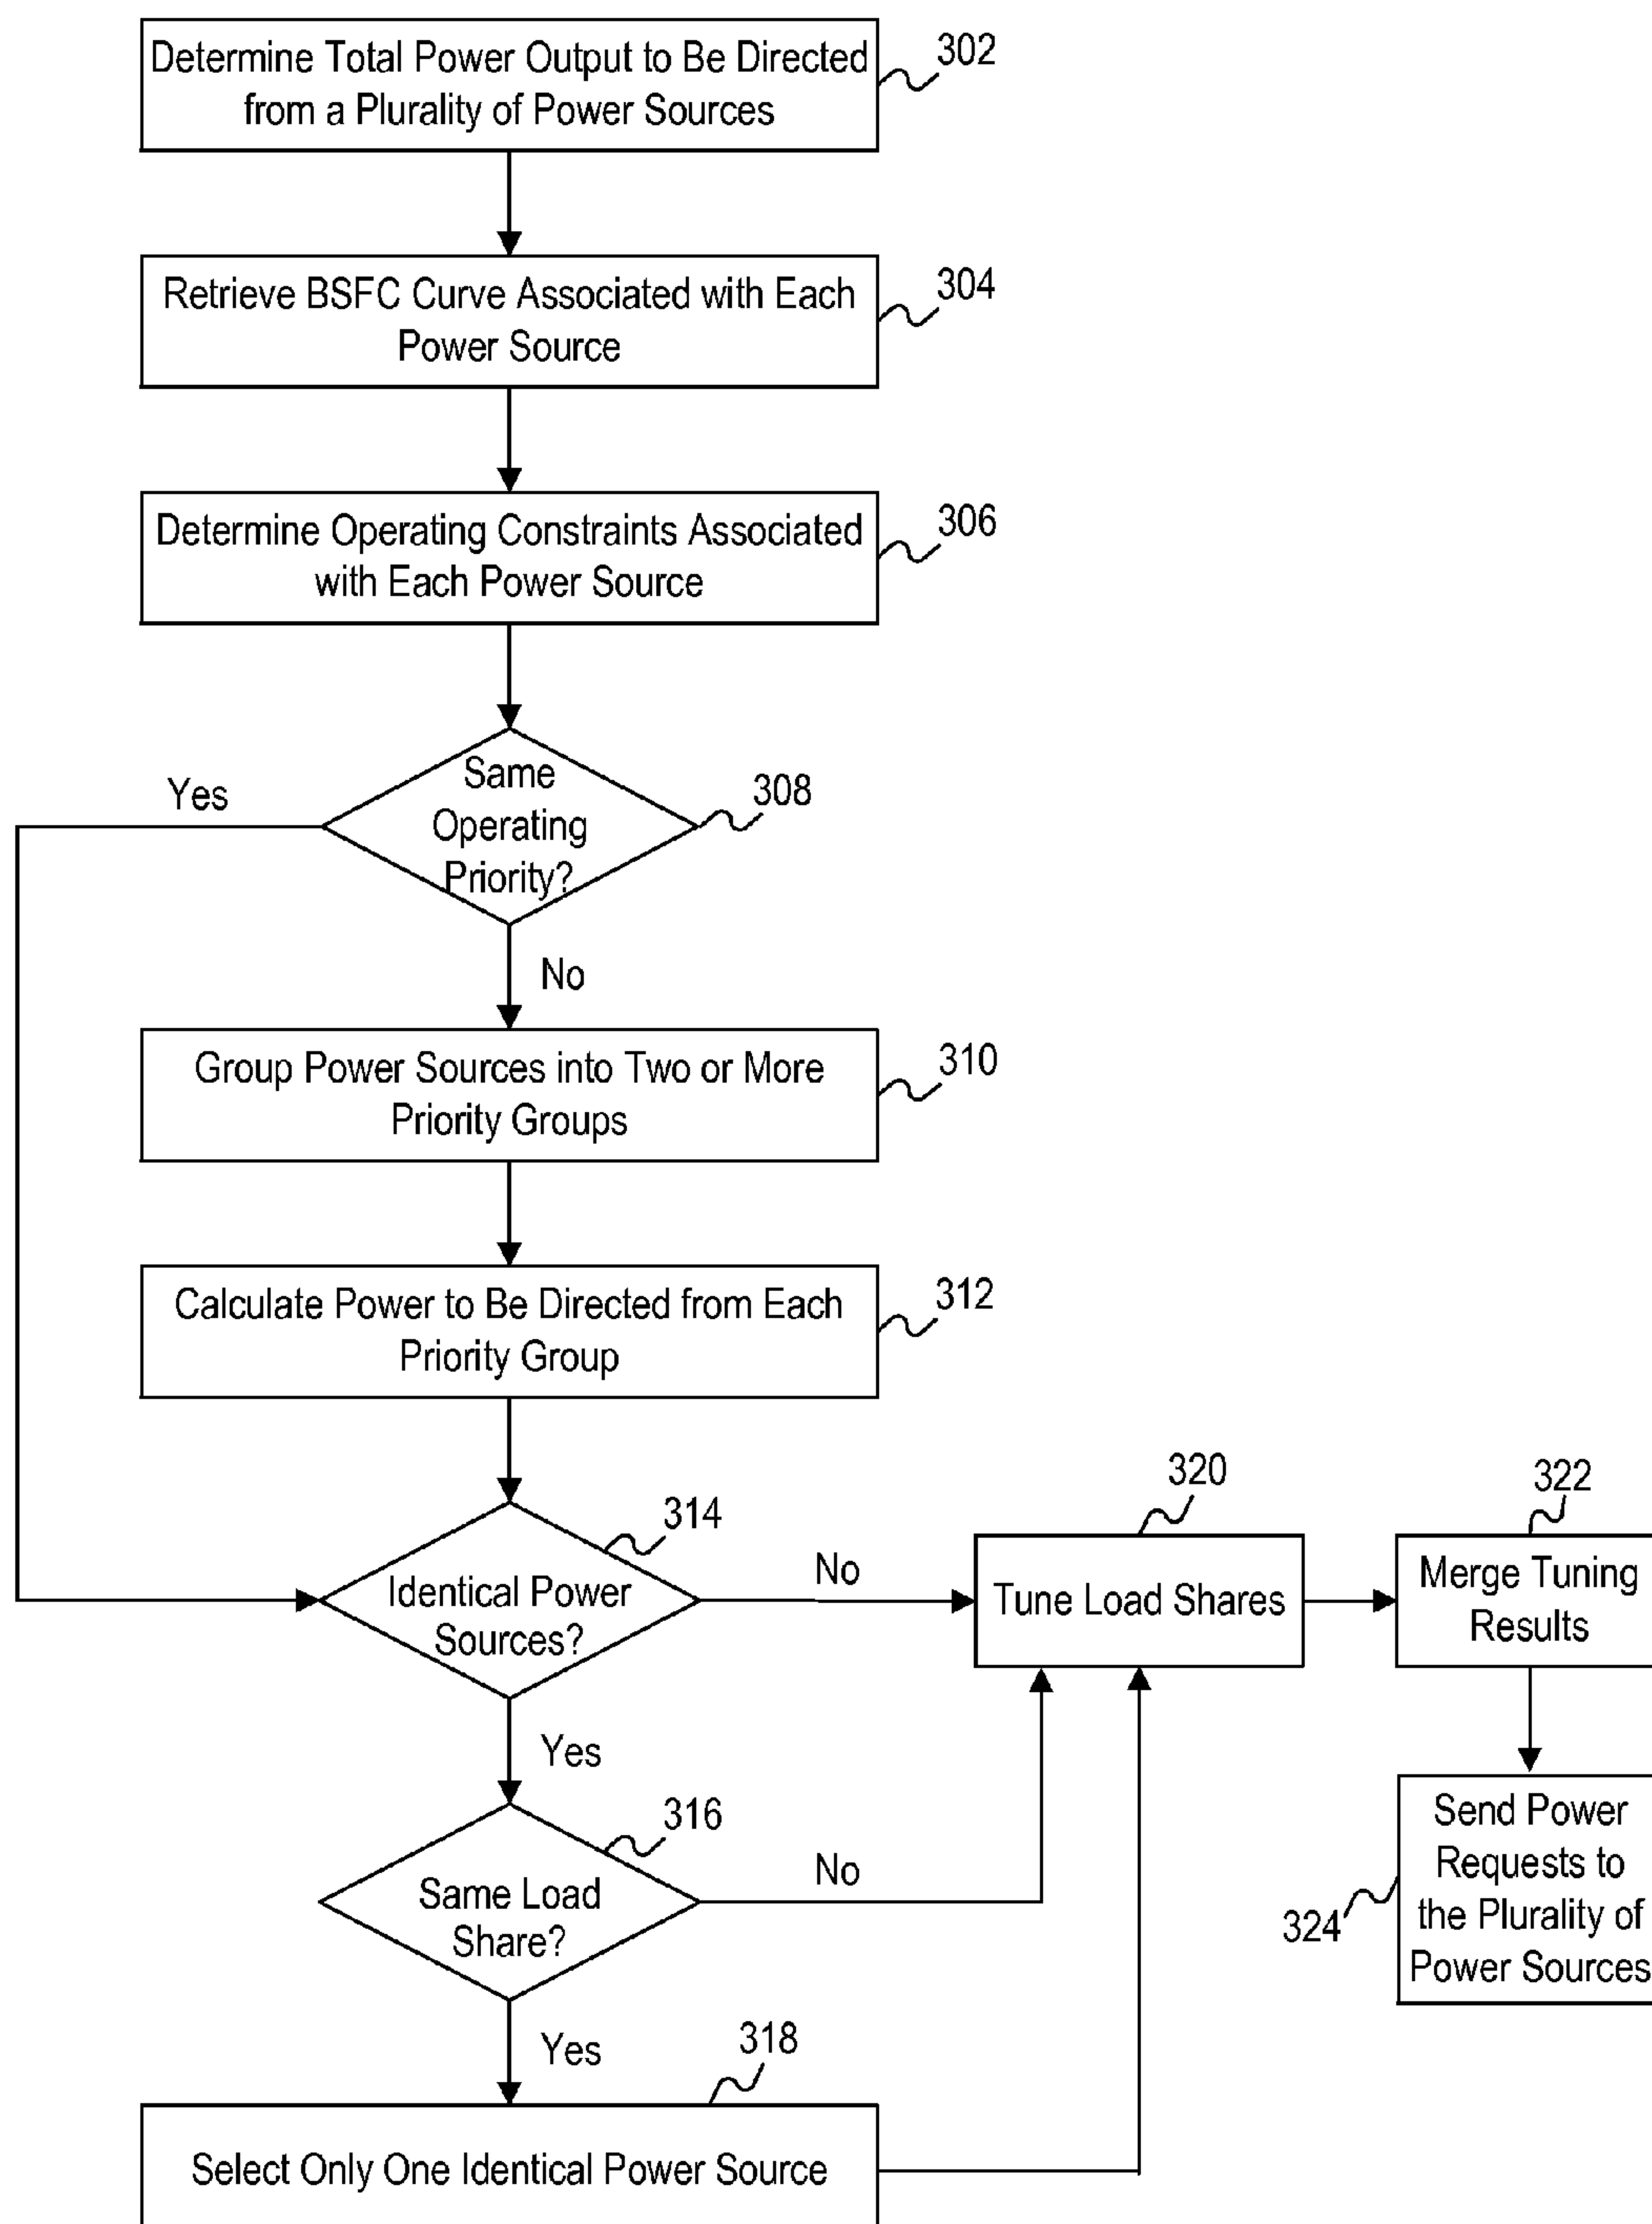 Determine Total Power Output to Be Directed
from a Plurality of Power Sources
302
Retrieve BSFC Curve Associated with Each
Power Source
304
Determine Operating Constraints Associated
with Each Power Source
306
Same
Operating
Priority?
308
Yes
No
Group Power Sources into Two or More
Priority Groups
310
Calculate Power to Be Directed from Each
Priority Group
312
Identical Power
Sources?
314
No
Yes
Tune Load Shares
320
Merge Tuning
Results
322
Same Load
Share?
316
No
Yes
Send Power
Requests to
the Plurality of
Power Sources
324
Select Only One Identical Power Source
318